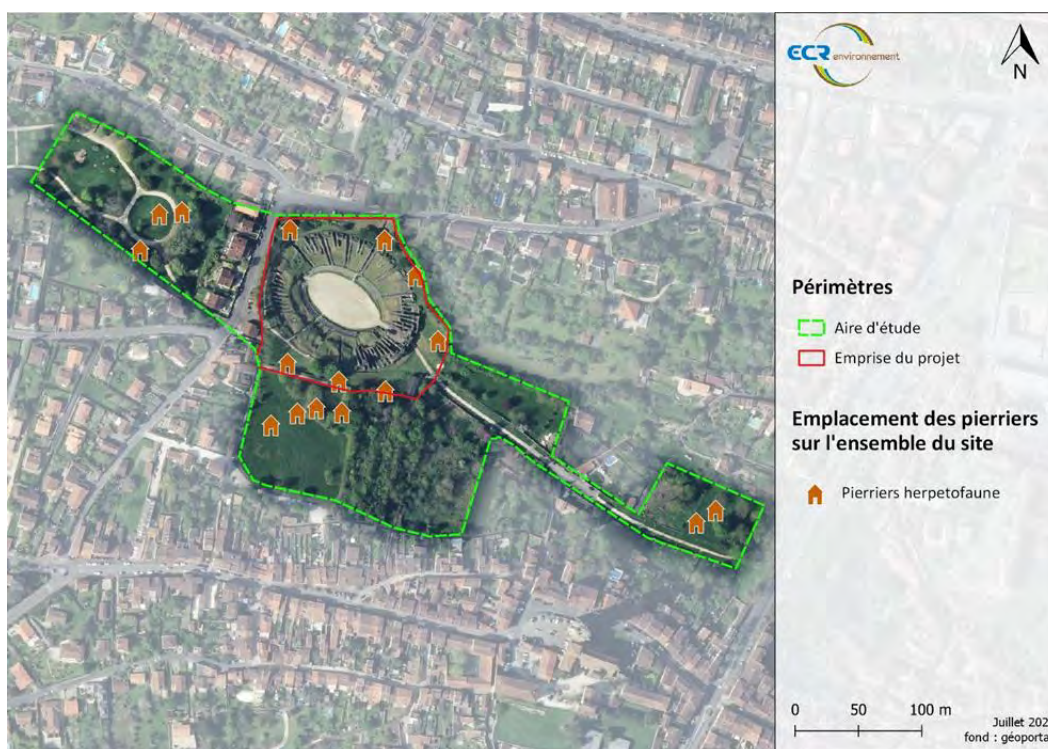 ECR environnement
N
Périmètres
Aire d'étude
Emprise du projet
Emplacement des pierriers
sur l'ensemble du site
Pierriers herpetofaune
0 50 100 m
Juillet 202
fond : géoporta